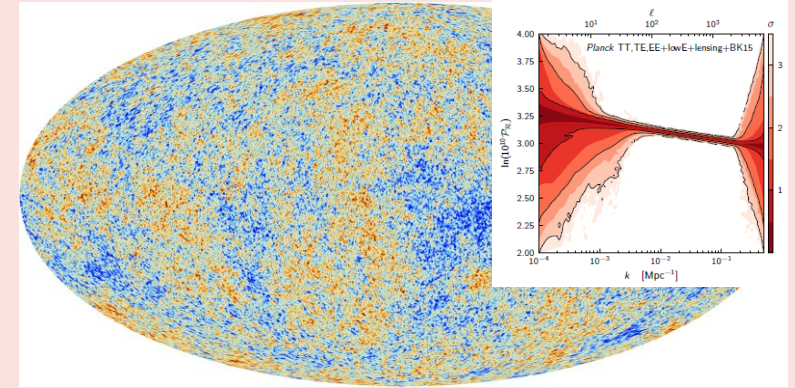 10¹ ℓ 10² 10³ σ
4.00
Planck TT,TE,EE+lowE+lensing+BK15
3.75
3.50
3.25
3.00
2.75
2.50
2.25
2.00
ln(10¹⁰𝒫_ℛ)
10⁻⁴ 10⁻³ 10⁻² 10⁻¹
k [Mpc⁻¹]
3
2
1